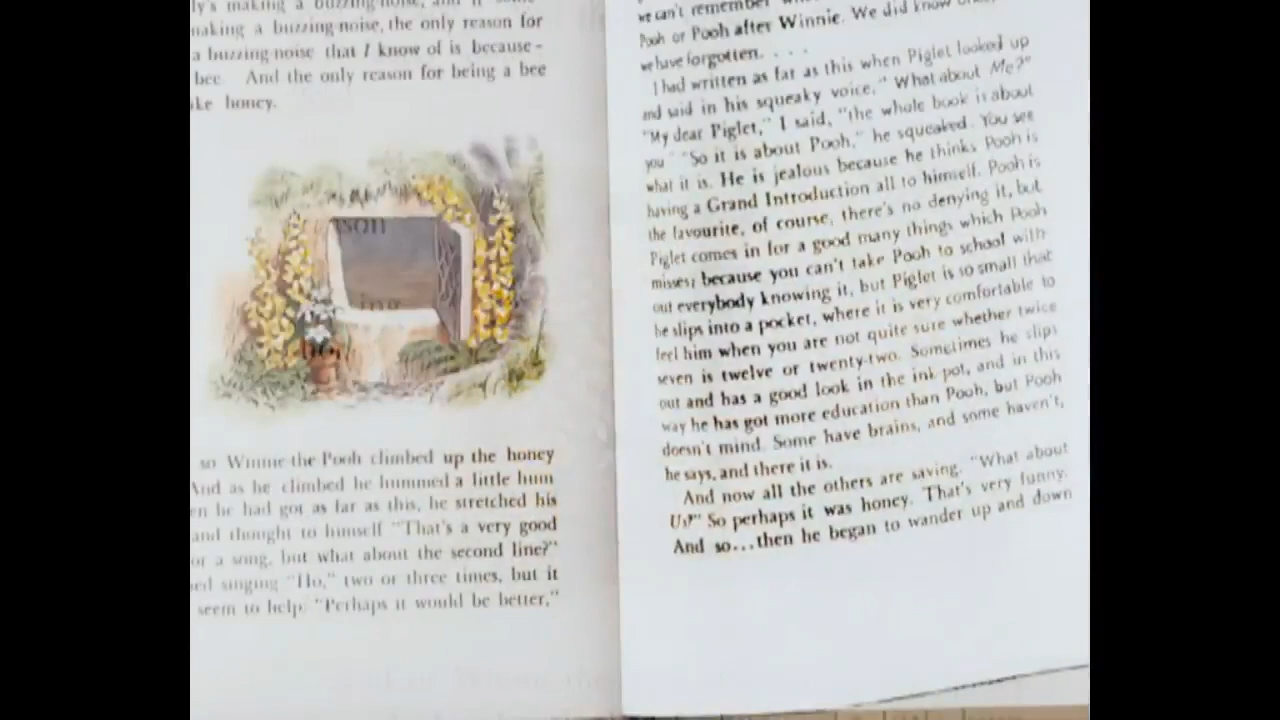 making a buzzing-noise, the only reason for
a buzzing-noise that I know of is because-
bee. And the only reason for being a bee
honey.
son
so Winnie-the-Pooh climbed up the honey
And as he climbed he hummed a little hum
he had got as far as this, he stretched his
and thought to himself "That's a very good
or a song, but what about the second line?"
singing "Ho," two or three times, but it
seem to help. "Perhaps it would be better,"
we can't remember
Pooh or Pooh after Winnie. We did know
we have forgotten. . . .
I had written as far as this when Piglet looked up
and said in his squeaky voice, "What about Me?"
"My dear Piglet," I said, "the whole book is about
you." "So it is about Pooh," he squeaked. You see
what it is. He is jealous because he thinks Pooh is
having a Grand Introduction all to himself. Pooh is
the favourite, of course, there's no denying it, but
Piglet comes in for a good many things which Pooh
misses; because you can't take Pooh to school with-
out everybody knowing it, but Piglet is so small that
he slips into a pocket, where it is very comfortable to
feel him when you are not quite sure whether twice
seven is twelve or twenty-two. Sometimes he slips
out and has a good look in the ink pot, and in this
way he has got more education than Pooh, but Pooh
doesn't mind. Some have brains, and some haven't,
he says, and there it is.
And now all the others are saying, "What about
Us?" So perhaps it was honey. That's very funny.
And so...then he began to wander up and down